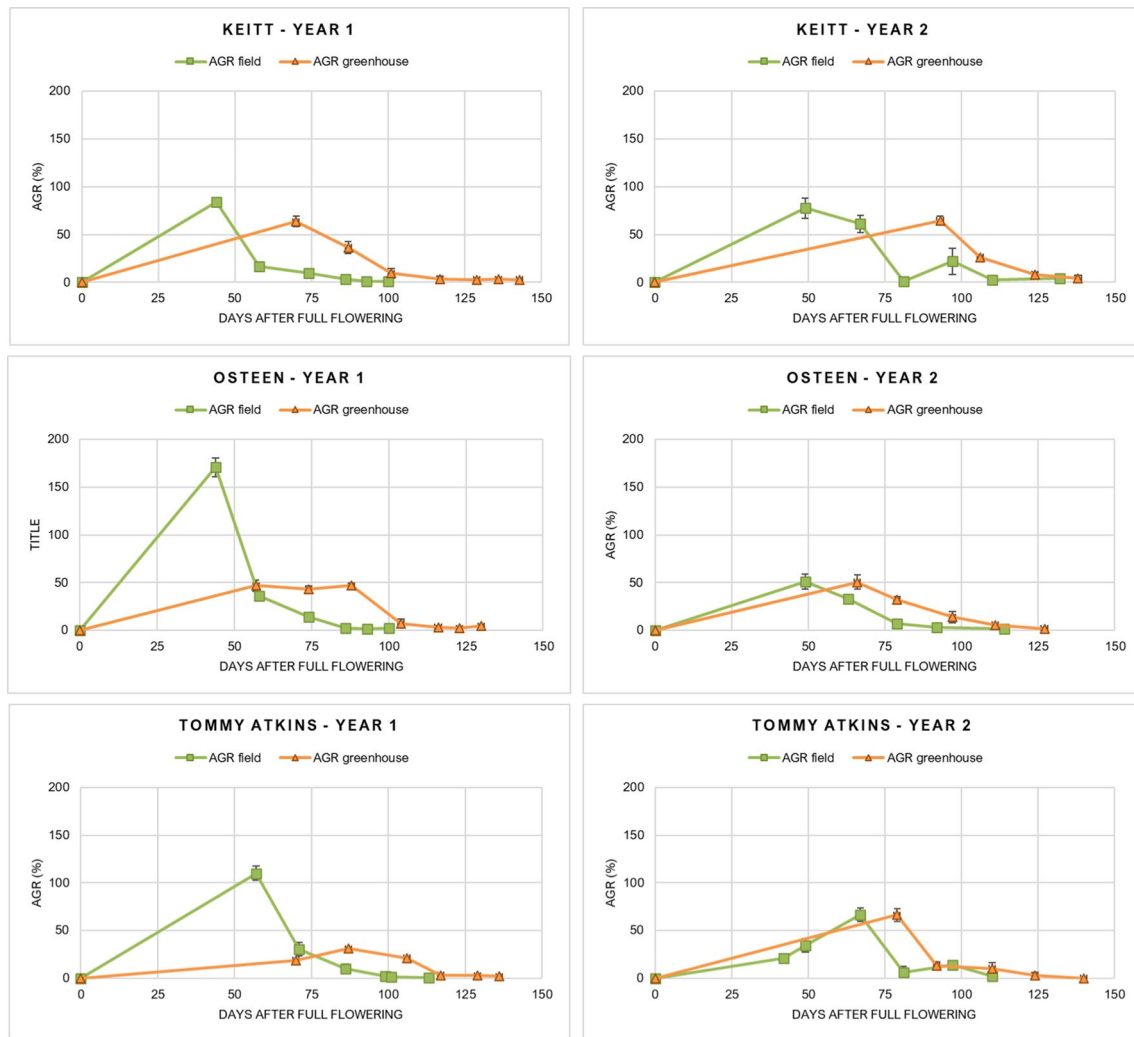 KEITT - YEAR 1
AGR field AGR greenhouse
200
150
100
50
0
AGR (%)
0 25 50 75 100 125 150
DAYS AFTER FULL FLOWERING
KEITT - YEAR 2
AGR field AGR greenhouse
200
150
100
50
0
AGR (%)
0 25 50 75 100 125 150
DAYS AFTER FULL FLOWERING
OSTEEN - YEAR 1
AGR field AGR greenhouse
200
150
100
50
0
TITLE
0 25 50 75 100 125 150
DAYS AFTER FULL FLOWERING
OSTEEN - YEAR 2
AGR field AGR greenhouse
200
150
100
50
0
AGR (%)
0 25 50 75 100 125 150
DAYS AFTER FULL FLOWERING
TOMMY ATKINS - YEAR 1
AGR field AGR greenhouse
200
150
100
50
0
AGR (%)
0 25 50 75 100 125 150
DAYS AFTER FULL FLOWERING
TOMMY ATKINS - YEAR 2
AGR field AGR greenhouse
200
150
100
50
0
AGR (%)
0 25 50 75 100 125 150
DAYS AFTER FULL FLOWERING